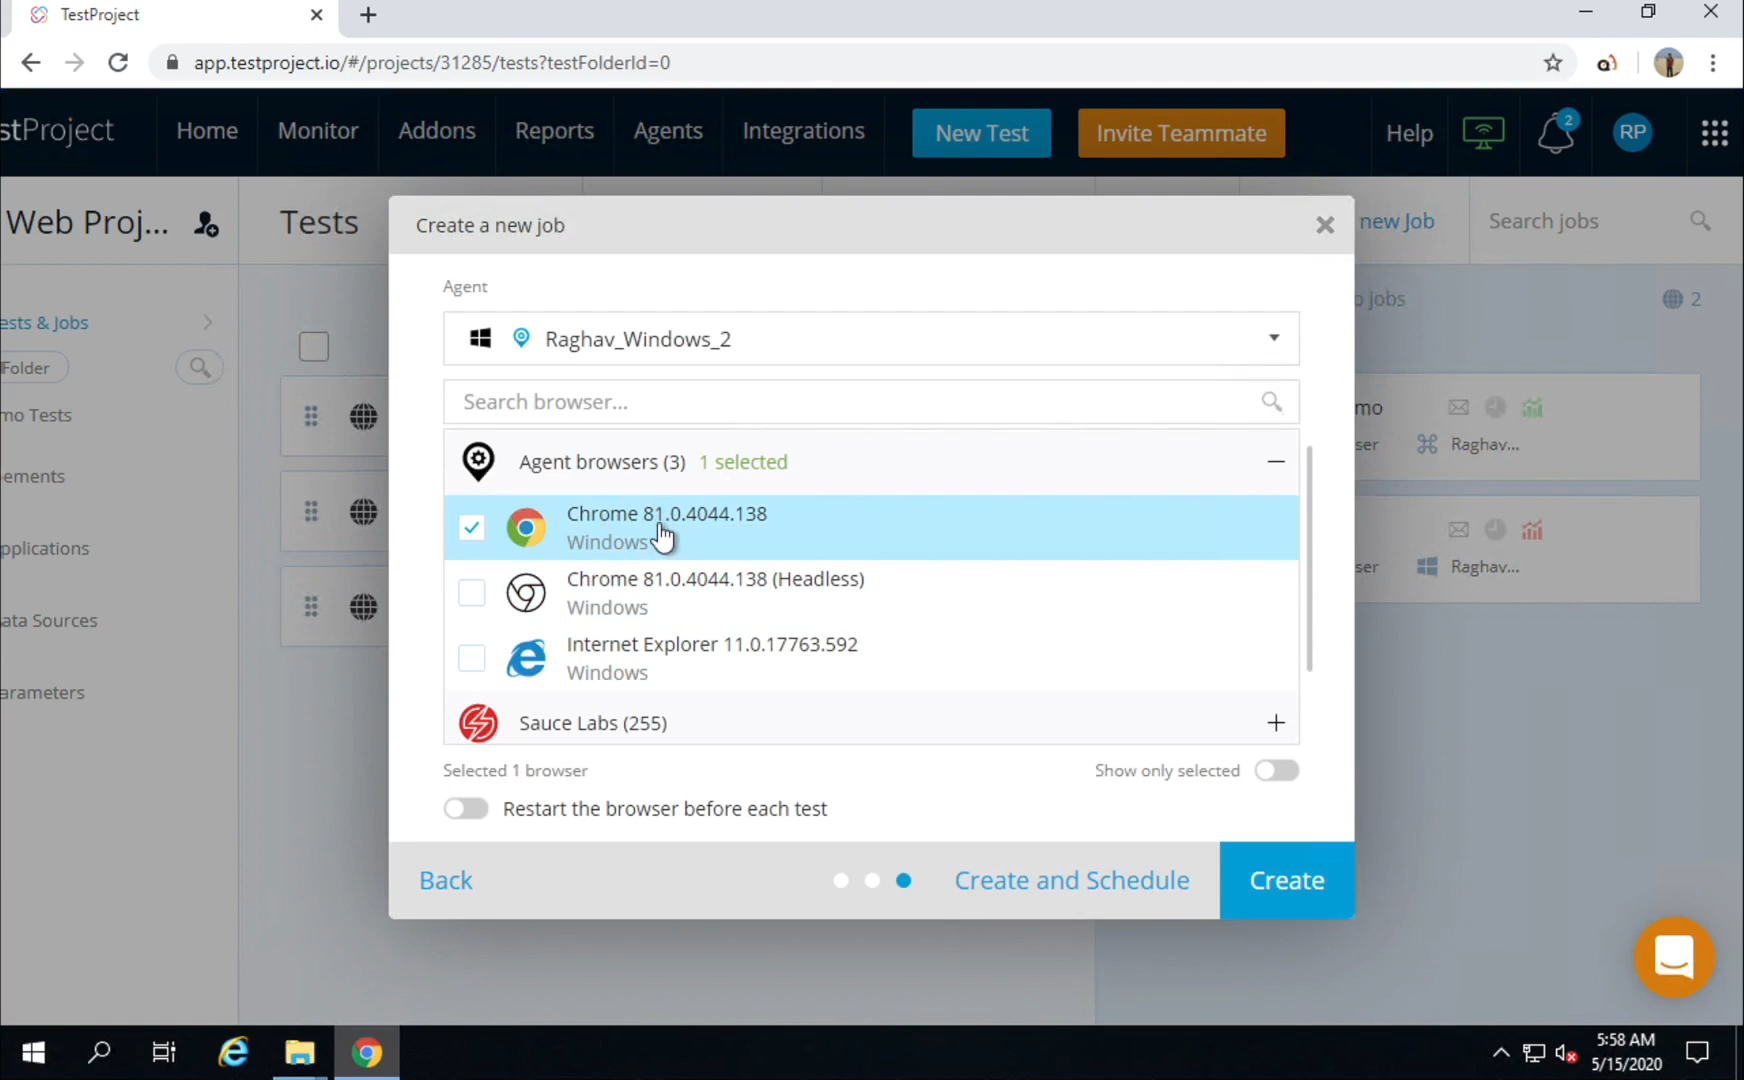 TestProject
app.testproject.io/#/projects/31285/tests?testFolderId=0
stProject
Home
Monitor
Addons
Reports
Agents
Integrations
New Test
Invite Teammate
Help
2
RP
Web Proj...
Tests
new Job
Search jobs
Create a new job
Agent
Raghav_Windows_2
Search browser...
Agent browsers (3) 1 selected
Chrome 81.0.4044.138
Windows
Chrome 81.0.4044.138 (Headless)
Windows
Internet Explorer 11.0.17763.592
Windows
Sauce Labs (255)
Selected 1 browser
Show only selected
Restart the browser before each test
Back
Create and Schedule
Create
ests & Jobs
Folder
mo Tests
ements
pplications
ata Sources
arameters
o jobs
2
mo
ser
Raghav...
ser
Raghav...
5:58 AM
5/15/2020